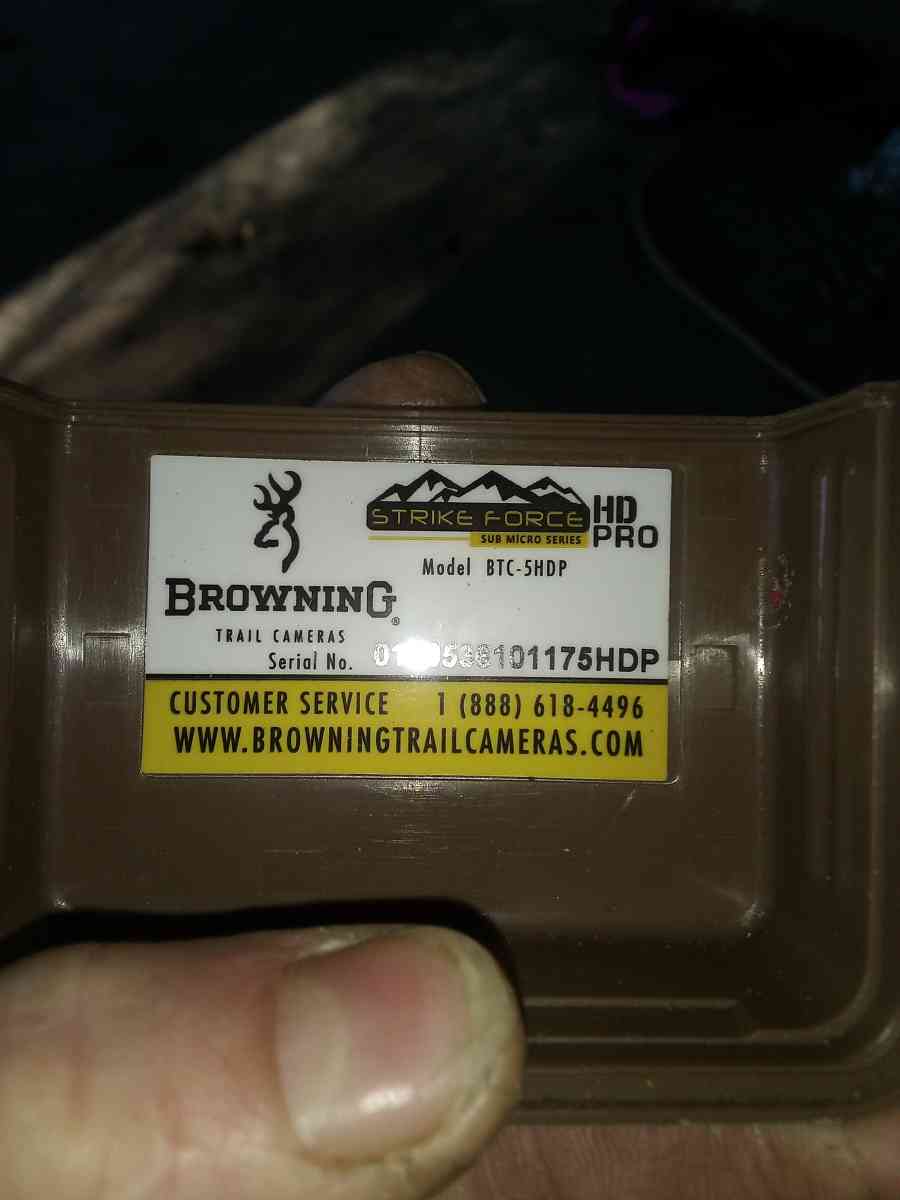 STRIKE FORCE HD
SUB MICRO SERIES PRO
Model BTC-5HDP
BROWNING®
TRAIL CAMERAS
Serial No.
CUSTOMER SERVICE 1 (888) 618-4496
WWW.BROWNINGTRAILCAMERAS.COM